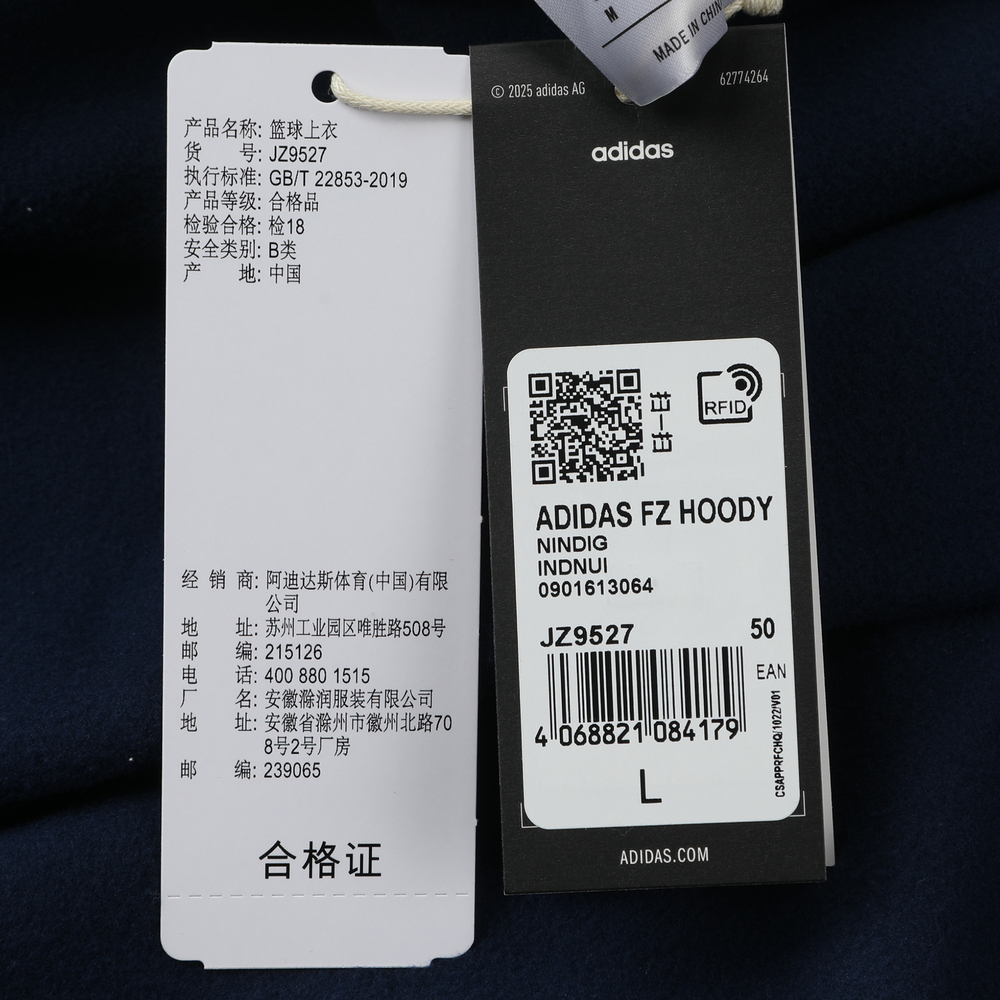 产品名称: 篮球上衣
货 号: JZ9527
执行标准: GB/T 22853-2019
产品等级: 合格品
检验合格: 检18
安全类别: B类
产 地: 中国
经 销 商: 阿迪达斯体育(中国)有限
公司
地 址: 苏州工业园区唯胜路508号
邮 编: 215126
电 话: 400 880 1515
厂 名: 安徽滁润服装有限公司
地 址: 安徽省滁州市徽州北路70
8号2号厂房
邮 编: 239065
合格证
M
MADE IN CHIN
© 2025 adidas AG
62774264
adidas
扫一扫
RFID
ADIDAS FZ HOODY
NINDIG
INDNUI
0901613064
JZ9527 50
EAN
4 068821 084179
CSAPPRFCHQ/1022/V01
L
ADIDAS.COM